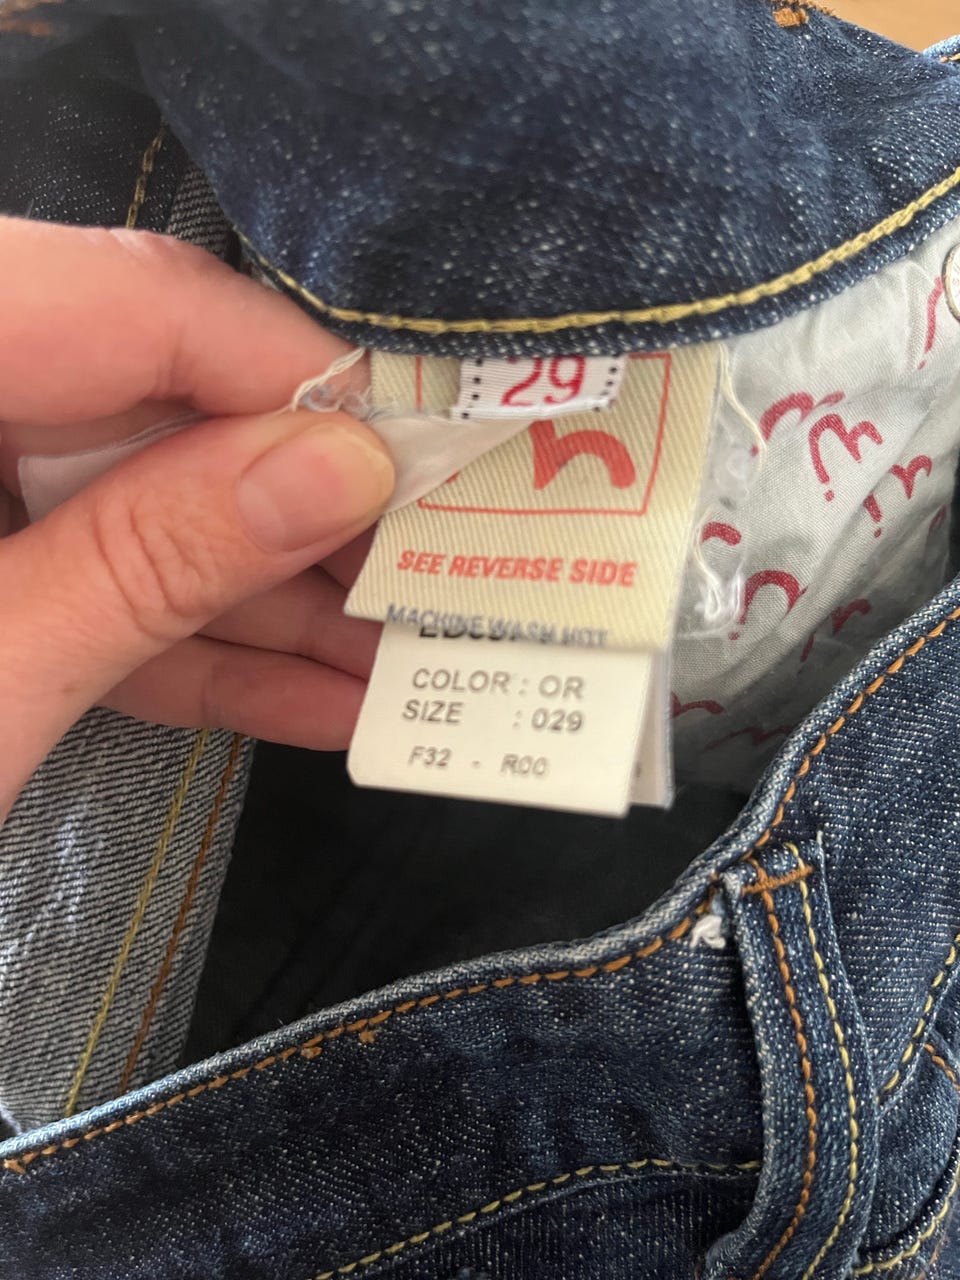 29
SEE REVERSE SIDE
MACHINE WASH HOT
COLOR : OR
SIZE : 029
F32 - R00